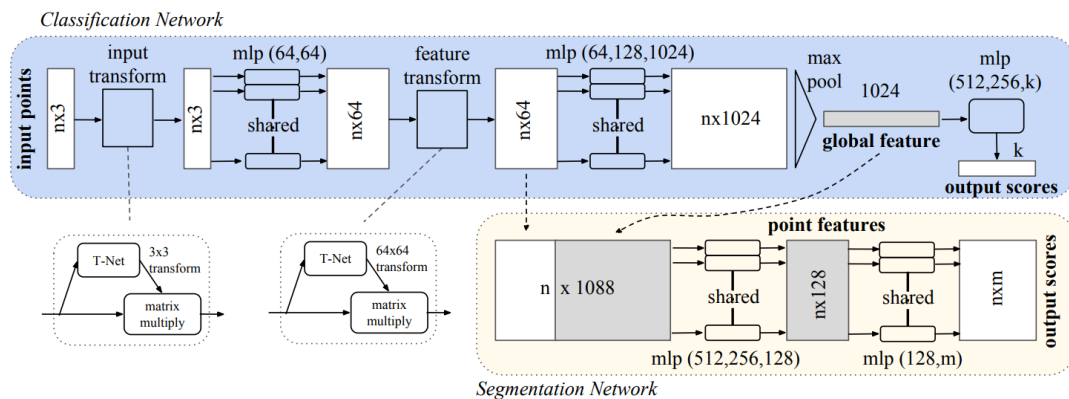 Classification Network
input points
nx3
input
transform
nx3
mlp (64,64)
shared
nx64
feature
transform
nx64
mlp (64,128,1024)
shared
nx1024
max
pool
1024
global feature
mlp
(512,256,k)
k
output scores
T-Net
3x3
transform
matrix
multiply
T-Net
64x64
transform
matrix
multiply
point features
n x 1088
shared
mlp (512,256,128)
nx128
shared
mlp (128,m)
nxm
output scores
Segmentation Network